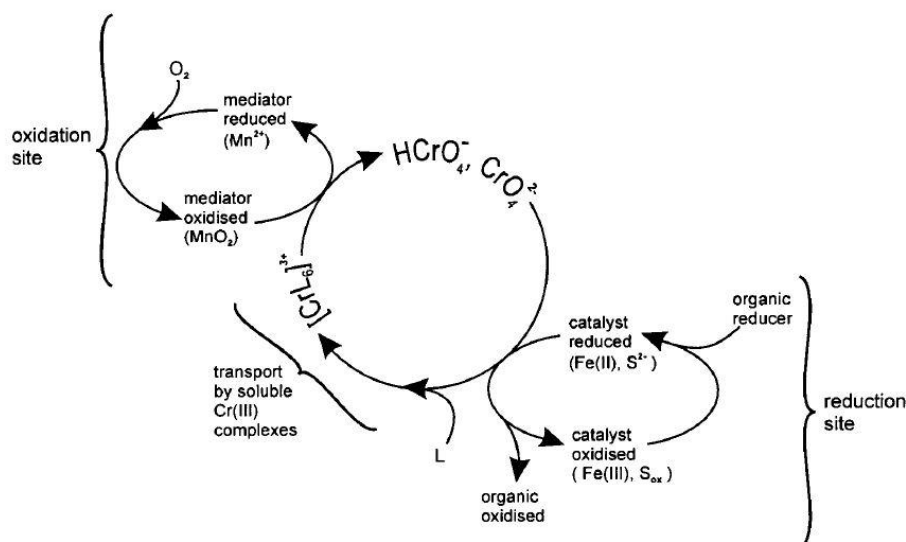 O₂
mediator
reduced
(Mn²⁺)
oxidation
site
mediator
oxidised
(MnO₂)
HCrO₄⁻, CrO₄²⁻
[CrL₆]³⁺
transport
by soluble
Cr(III)
complexes
L
catalyst
reduced
(Fe(II), S²⁻)
organic
reducer
catalyst
oxidised
( Fe(III), Sₒₓ )
organic
oxidised
reduction
site